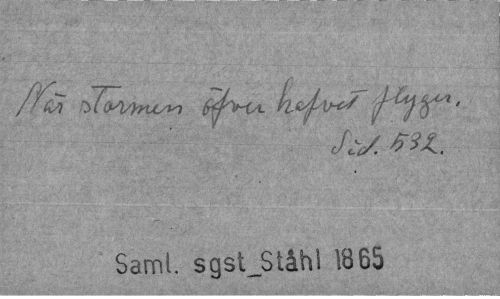 När stormen öfver hafvet flyger.
Sid. 532.
Saml. sgst_Ståhl 1865